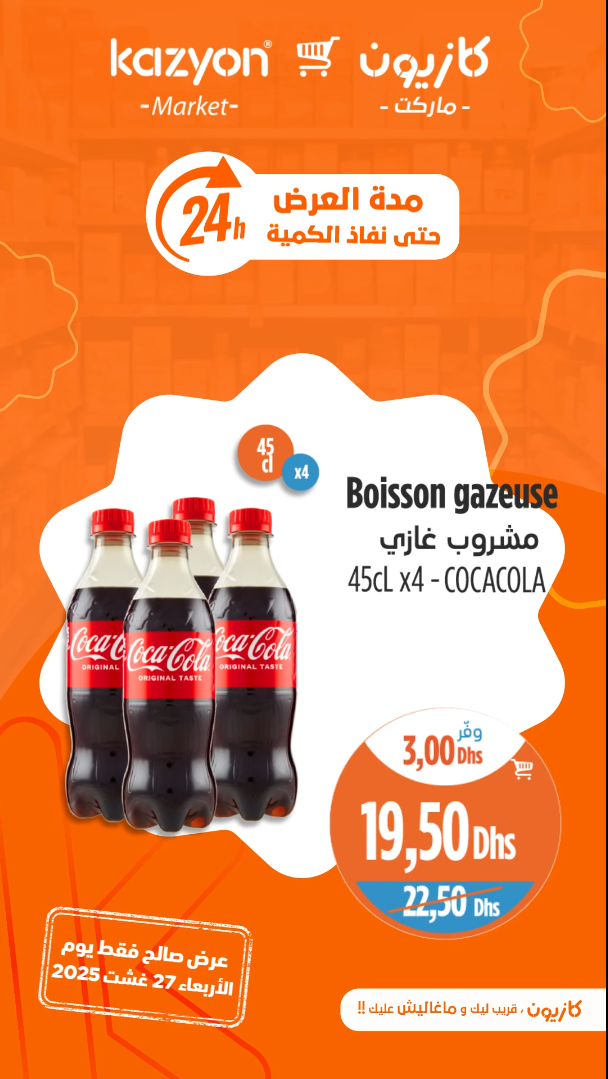 kazyon® كازيون
-Market- - ماركت -
24h
مدة العرض
حتى نفاذ الكمية
45
cl
x4
Boisson gazeuse
مشروب غازي
45cL x4 - COCACOLA
Coca-Cola
ORIGINAL
Coca-Cola
ORIGINAL TASTE
Coca-Cola
ORIGINAL TASTE
وفّر
3,00 Dhs
19,50 Dhs
22,50 Dhs
عرض صالح فقط يوم
الأربعاء 27 غشت 2025
كازيون ، قريب ليك و ماغاليش عليك !!